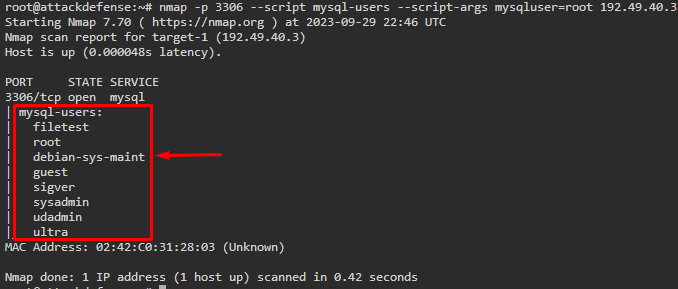 root@attackdefense:~# nmap -p 3306 --script mysql-users --script-args mysqluser=root 192.49.40.3
Starting Nmap 7.70 ( https://nmap.org ) at 2023-09-29 22:46 UTC
Nmap scan report for target-1 (192.49.40.3)
Host is up (0.000048s latency).
PORT     STATE SERVICE
3306/tcp open  mysql
| mysql-users:
|   filetest
|   root
|   debian-sys-maint
|   guest
|   sigver
|   sysadmin
|   udadmin
|_  ultra
MAC Address: 02:42:C0:31:28:03 (Unknown)
Nmap done: 1 IP address (1 host up) scanned in 0.42 seconds